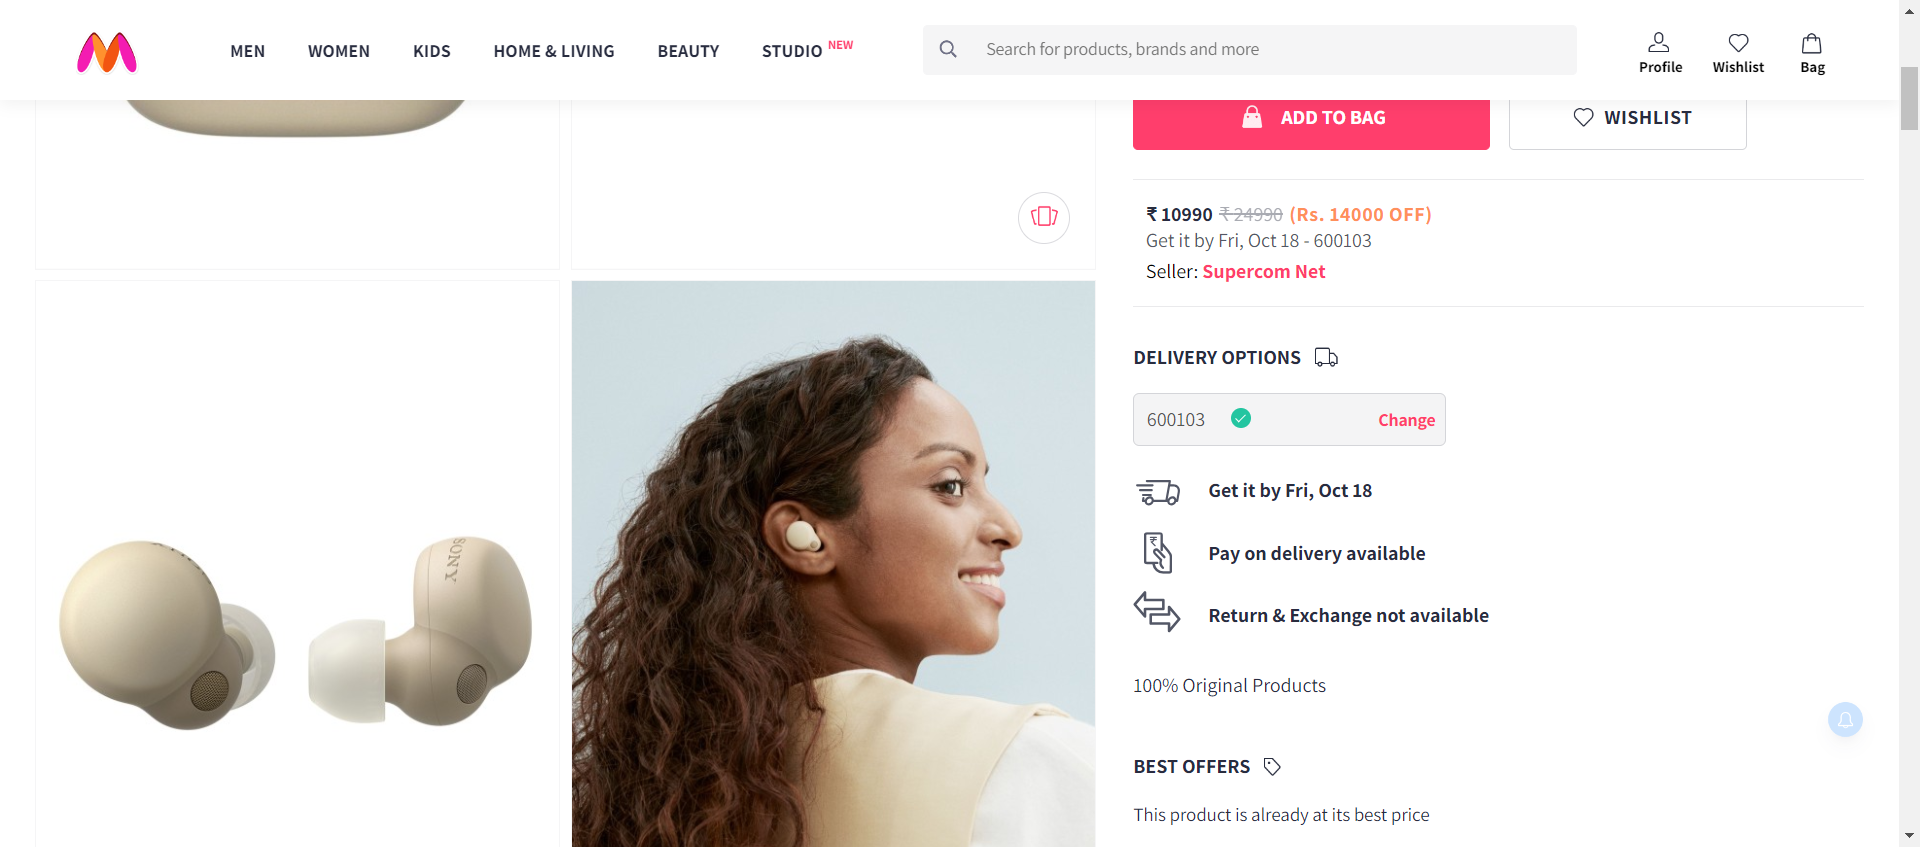 MEN
WOMEN
KIDS
HOME & LIVING
BEAUTY
STUDIO NEW
Search for products, brands and more
Profile
Wishlist
Bag
ADD TO BAG
WISHLIST
₹ 10990 ₹ 24990 (Rs. 14000 OFF)
Get it by Fri, Oct 18 - 600103
Seller: Supercom Net
DELIVERY OPTIONS
600103
Change
Get it by Fri, Oct 18
Pay on delivery available
Return & Exchange not available
SONY
100% Original Products
BEST OFFERS
This product is already at its best price